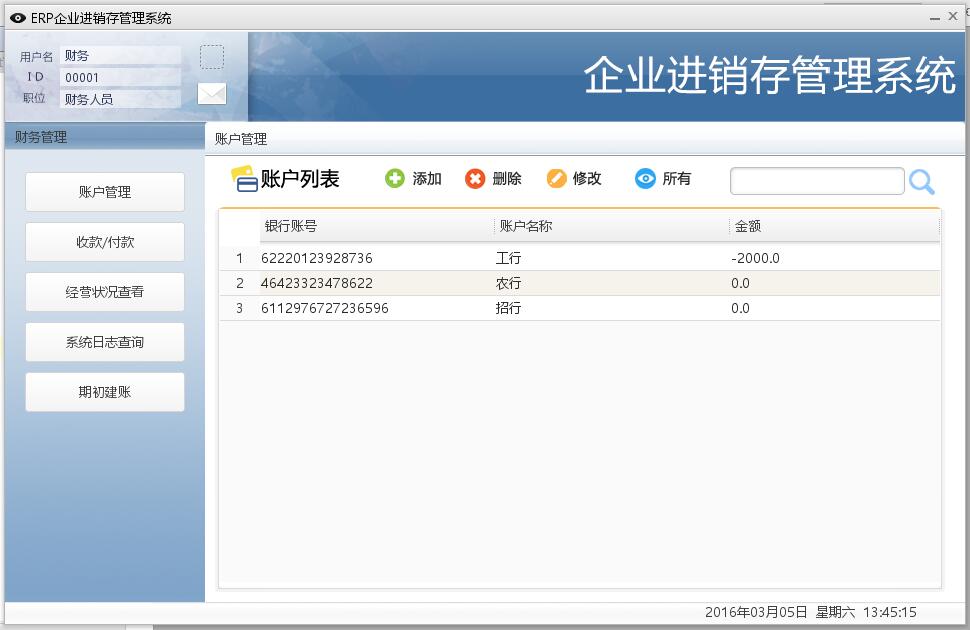 ERP企业进销存管理系统
用户名 财务
ID 00001
职位 财务人员
企业进销存管理系统
财务管理
账户管理
账户管理
收款/付款
经营状况查看
系统日志查询
期初建账
账户列表 添加 删除 修改 所有
银行账号 账户名称 金额
1 62220123928736 工行 -2000.0
2 46423323478622 农行 0.0
3 6112976727236596 招行 0.0
2016年03月05日 星期六 13:45:15